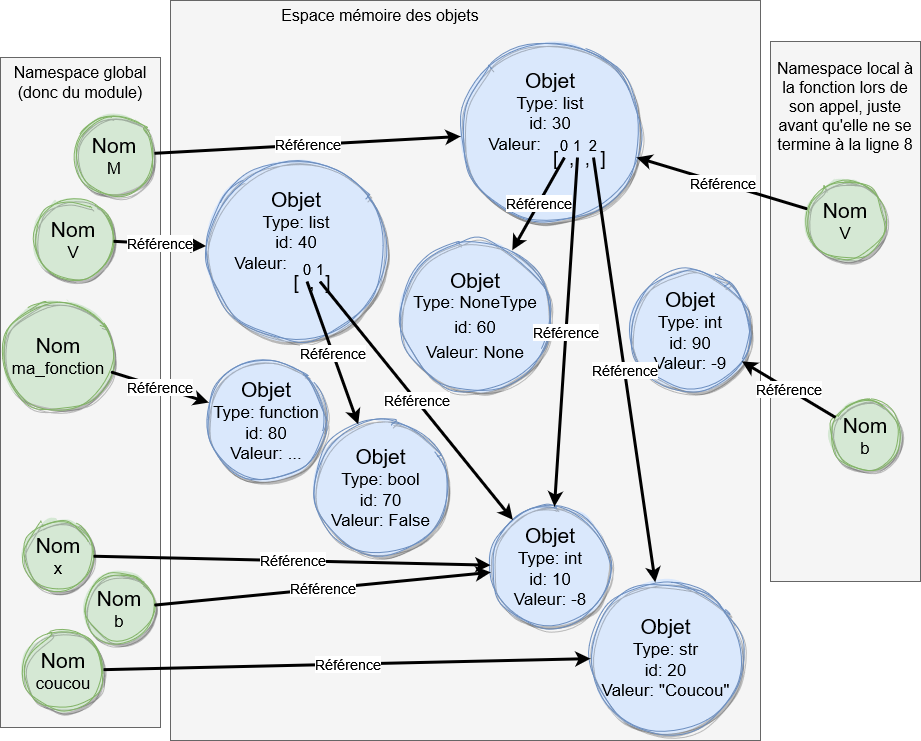 Espace mémoire des objets
Namespace global
(donc du module)
Nom
M
Nom
V
Nom
ma_fonction
Nom
x
Nom
b
Nom
coucou
Référence
Référence
Référence
Référence
Référence
Référence
Objet
Type: list
id: 30
Valeur:
0 1 2
[ , , ]
Référence
Référence
Référence
Objet
Type: list
id: 40
Valeur:
0 1
[ , ]
Référence
Référence
Objet
Type: NoneType
id: 60
Valeur: None
Objet
Type: int
id: 90
Valeur: -9
Objet
Type: function
id: 80
Valeur: ...
Objet
Type: bool
id: 70
Valeur: False
Objet
Type: int
id: 10
Valeur: -8
Objet
Type: str
id: 20
Valeur: "Coucou"
Namespace local à
la fonction lors de
son appel, juste
avant qu'elle ne se
termine à la ligne 8
Référence
Nom
V
Référence
Nom
b